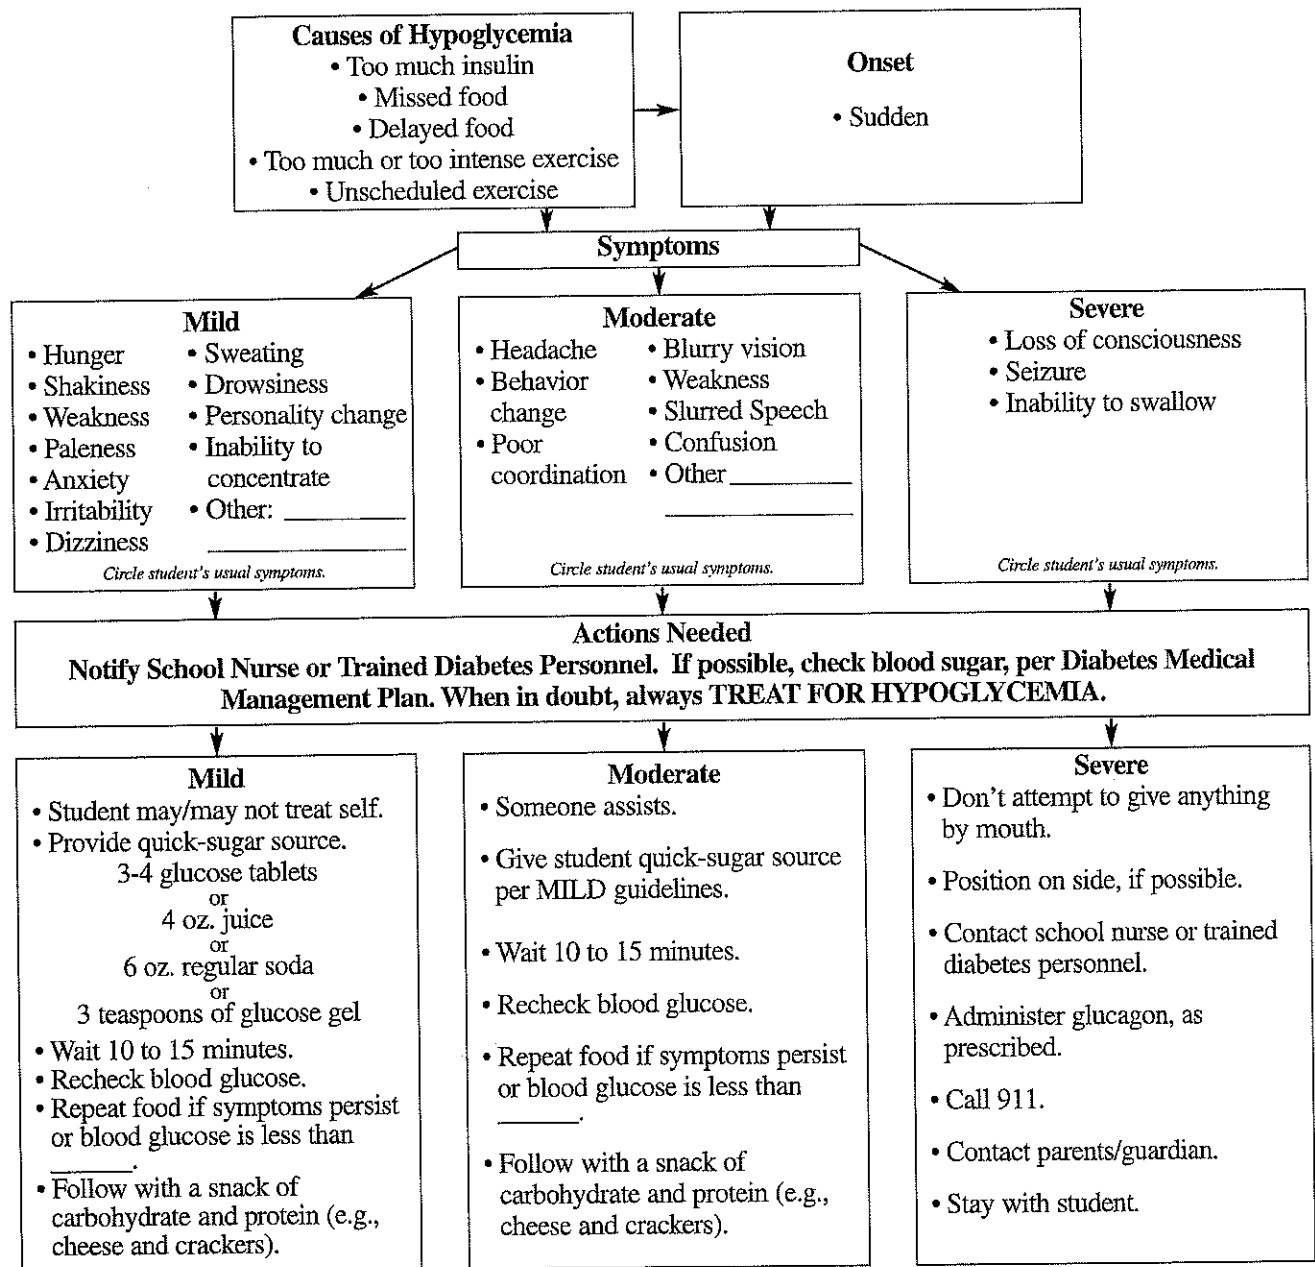 Causes of Hypoglycemia
• Too much insulin
• Missed food
• Delayed food
• Too much or too intense exercise
• Unscheduled exercise
Onset
• Sudden
Symptoms
Mild
• Hunger
• Shakiness
• Weakness
• Paleness
• Anxiety
• Irritability
• Dizziness
• Sweating
• Drowsiness
• Personality change
• Inability to
concentrate
• Other: ____________
____________________
Circle student's usual symptoms.
Moderate
• Headache
• Behavior
change
• Poor
coordination
• Blurry vision
• Weakness
• Slurred Speech
• Confusion
• Other ____________
____________________
Circle student's usual symptoms.
Severe
• Loss of consciousness
• Seizure
• Inability to swallow
Circle student's usual symptoms.
Actions Needed
Notify School Nurse or Trained Diabetes Personnel. If possible, check blood sugar, per Diabetes Medical
Management Plan. When in doubt, always TREAT FOR HYPOGLYCEMIA.
Mild
• Student may/may not treat self.
• Provide quick-sugar source.
3-4 glucose tablets
or
4 oz. juice
or
6 oz. regular soda
or
3 teaspoons of glucose gel
• Wait 10 to 15 minutes.
• Recheck blood glucose.
• Repeat food if symptoms persist
or blood glucose is less than
________.
• Follow with a snack of
carbohydrate and protein (e.g.,
cheese and crackers).
Moderate
• Someone assists.
• Give student quick-sugar source
per MILD guidelines.
• Wait 10 to 15 minutes.
• Recheck blood glucose.
• Repeat food if symptoms persist
or blood glucose is less than
________.
• Follow with a snack of
carbohydrate and protein (e.g.,
cheese and crackers).
Severe
• Don't attempt to give anything
by mouth.
• Position on side, if possible.
• Contact school nurse or trained
diabetes personnel.
• Administer glucagon, as
prescribed.
• Call 911.
• Contact parents/guardian.
• Stay with student.